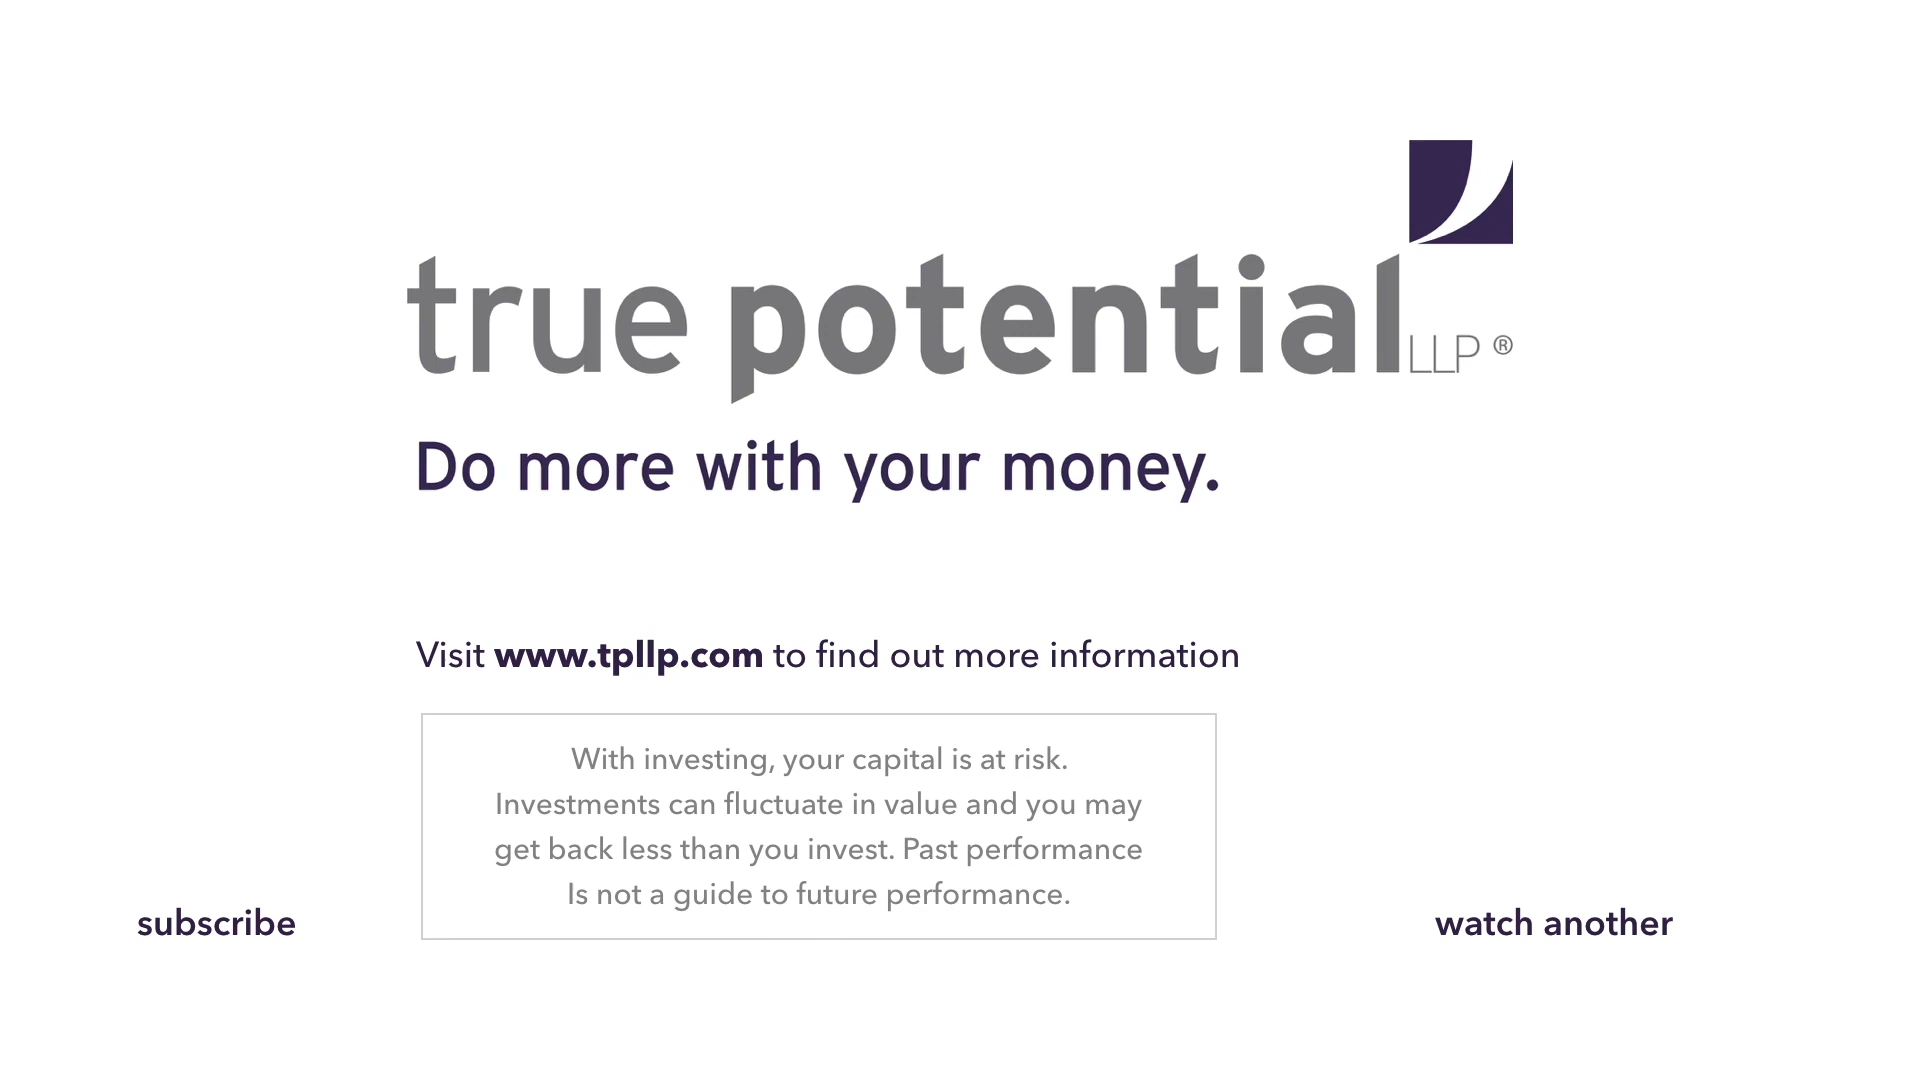 true potential LLP ®
Do more with your money.
Visit www.tpllp.com to find out more information
With investing, your capital is at risk.
Investments can fluctuate in value and you may
get back less than you invest. Past performance
Is not a guide to future performance.
subscribe
watch another